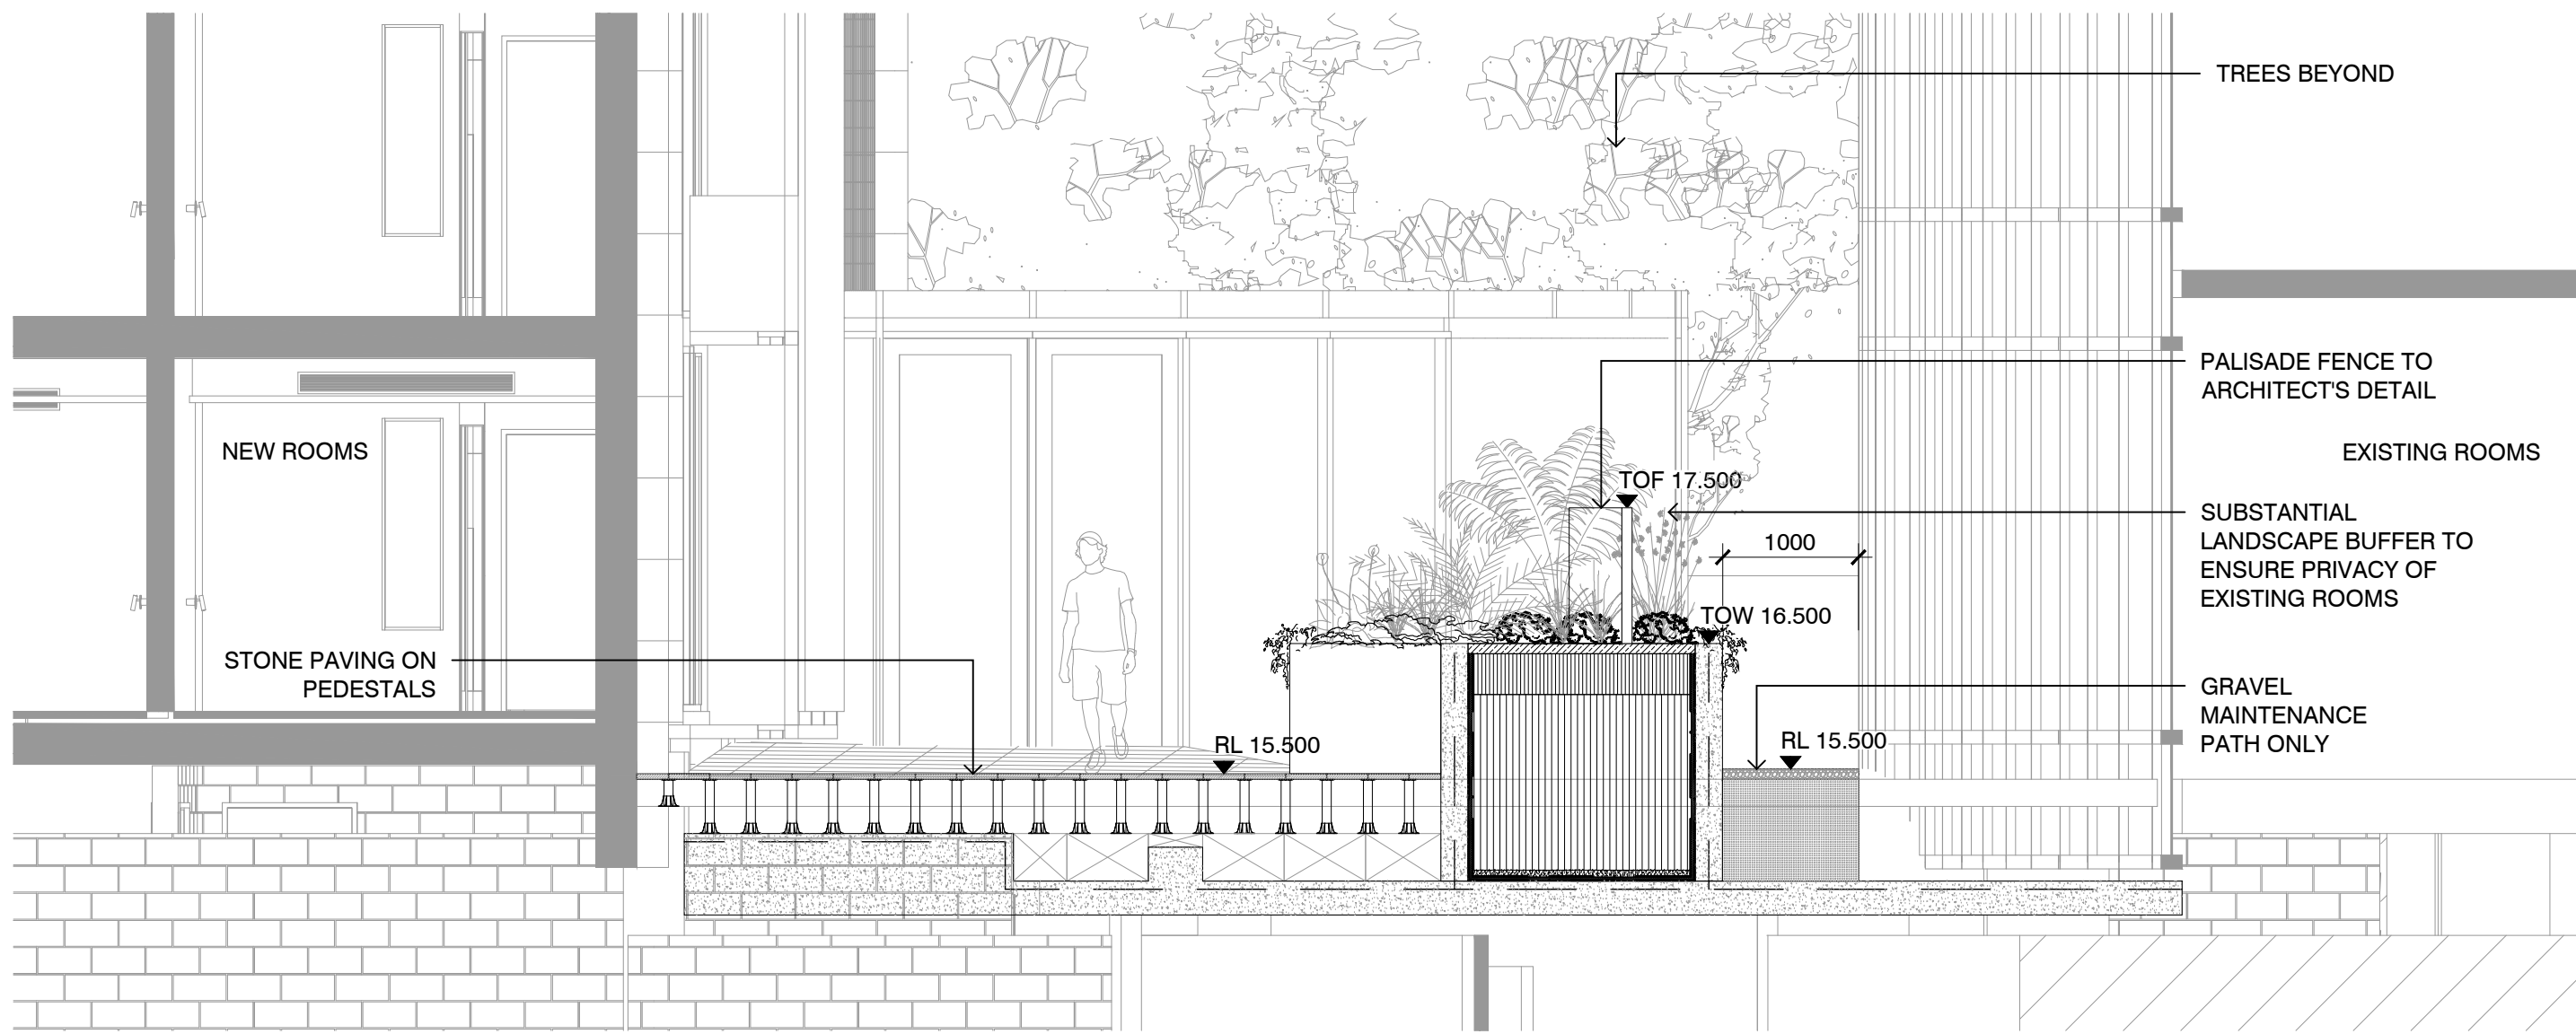 TREES BEYOND
PALISADE FENCE TO
ARCHITECT'S DETAIL
NEW ROOMS
EXISTING ROOMS
TOF 17.500
SUBSTANTIAL
LANDSCAPE BUFFER TO
ENSURE PRIVACY OF
EXISTING ROOMS
1000
TOW 16.500
STONE PAVING ON
PEDESTALS
GRAVEL
MAINTENANCE
PATH ONLY
RL 15.500
RL 15.500